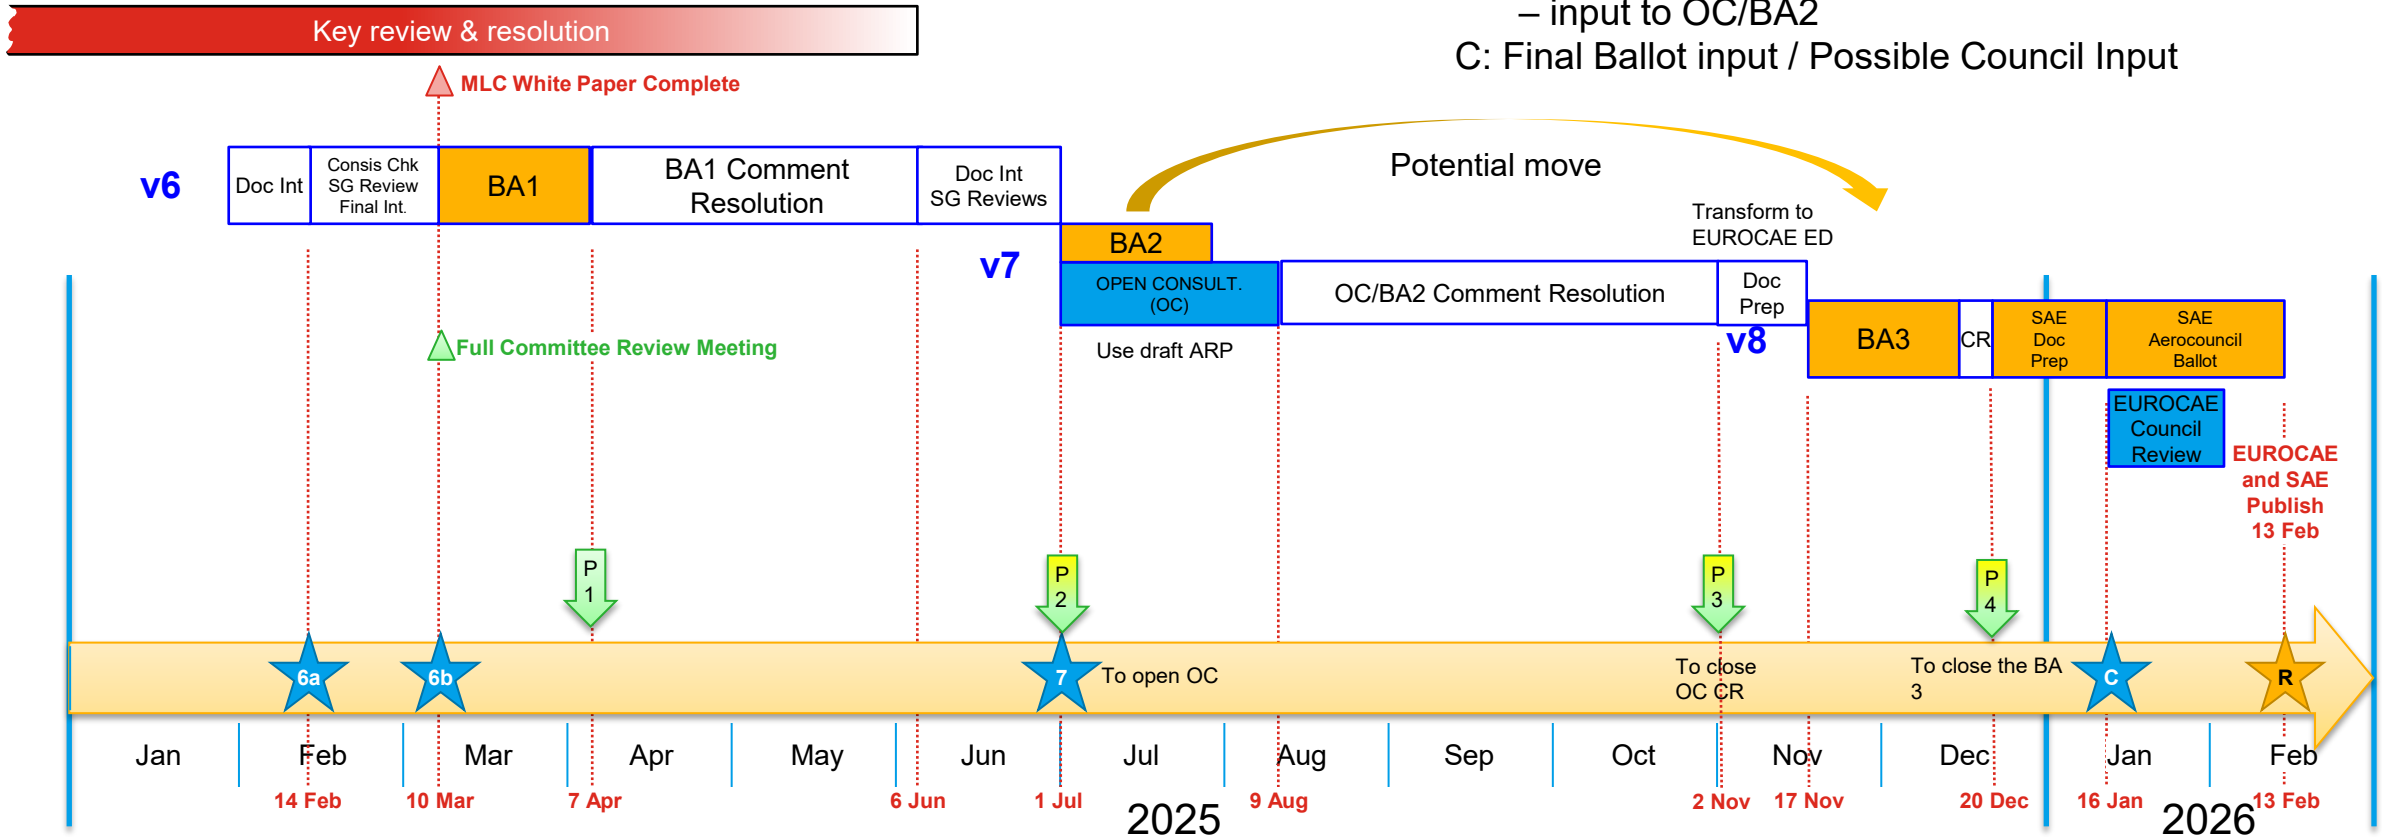 – input to OC/BA2
C: Final Ballot input / Possible Council Input
Key review & resolution
MLC White Paper Complete
Potential move
v6
Doc Int
Consis Chk
SG Review
Final Int.
BA1
BA1 Comment
Resolution
Doc Int
SG Reviews
Transform to
EUROCAE ED
v7
BA2
OPEN CONSULT.
(OC)
OC/BA2 Comment Resolution
Doc
Prep
Use draft ARP
v8
BA3
CR
SAE
Doc
Prep
SAE
Aerocouncil
Ballot
Full Committee Review Meeting
EUROCAE
Council
Review
EUROCAE
and SAE
Publish
13 Feb
P
1
P
2
P
3
P
4
6a
6b
7
To open OC
To close
OC CR
To close the BA
3
C
R
Jan
Feb
Mar
Apr
May
Jun
Jul
Aug
Sep
Oct
Nov
Dec
Jan
Feb
14 Feb
10 Mar
7 Apr
6 Jun
1 Jul
9 Aug
2 Nov
17 Nov
20 Dec
16 Jan
13 Feb
2025
2026